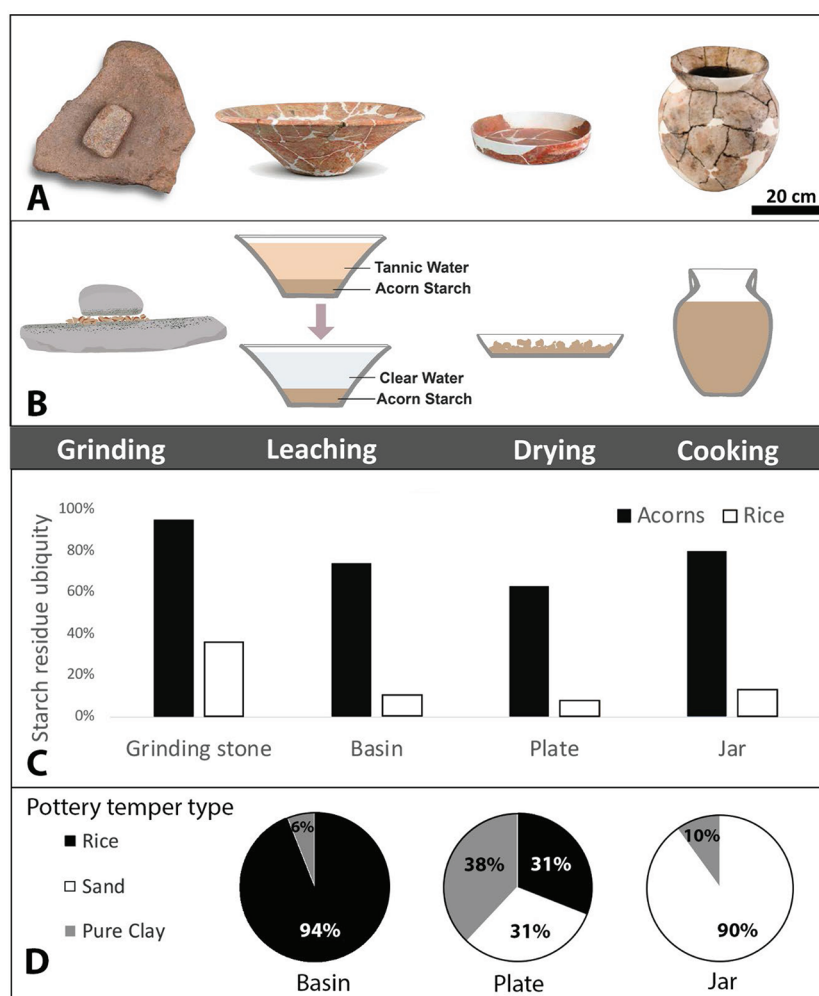 A
20 cm
Tannic Water
Acorn Starch
Clear Water
Acorn Starch
B
Grinding Leaching Drying Cooking
Starch residue ubiquity
100%
80%
60%
40%
20%
0%
Acorns Rice
Grinding stone Basin Plate Jar
C
Pottery temper type
Rice
Sand
Pure Clay
6%
94%
Basin
38% 31%
31%
Plate
10%
90%
Jar
D